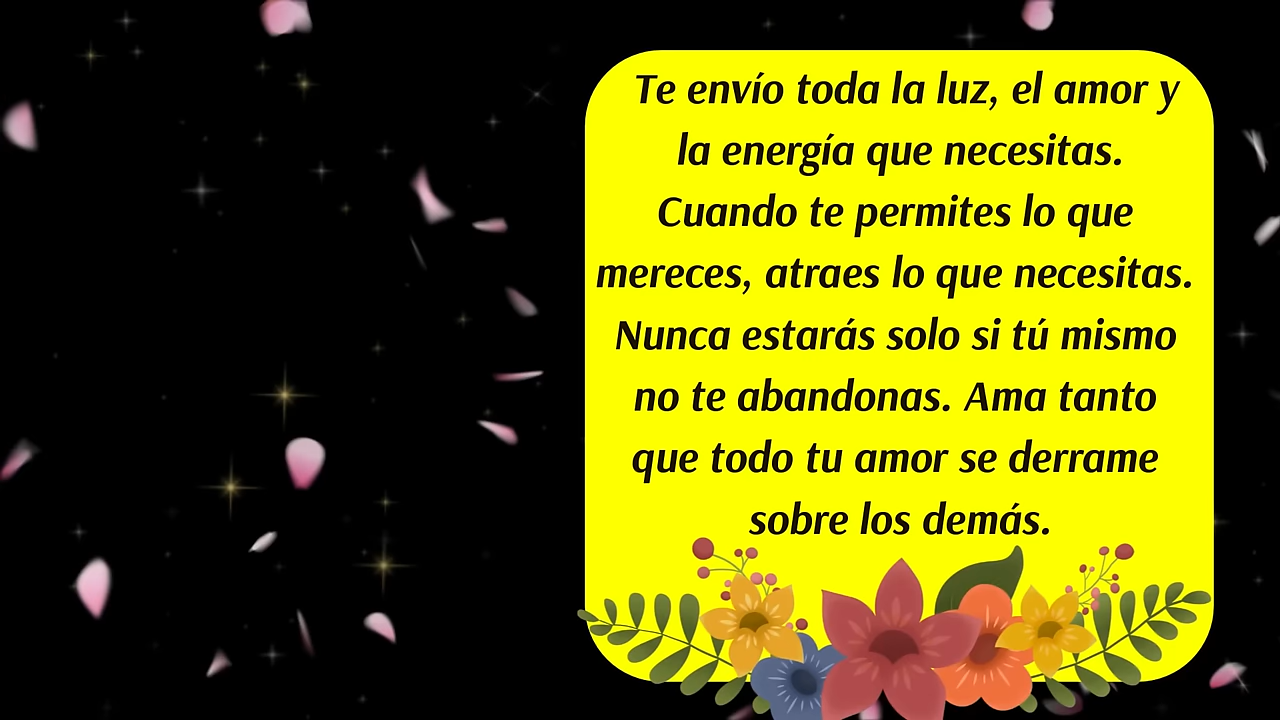 Te envío toda la luz, el amor y
la energía que necesitas.
Cuando te permites lo que
mereces, atraes lo que necesitas.
Nunca estarás solo si tú mismo
no te abandonas. Ama tanto
que todo tu amor se derrame
sobre los demás.